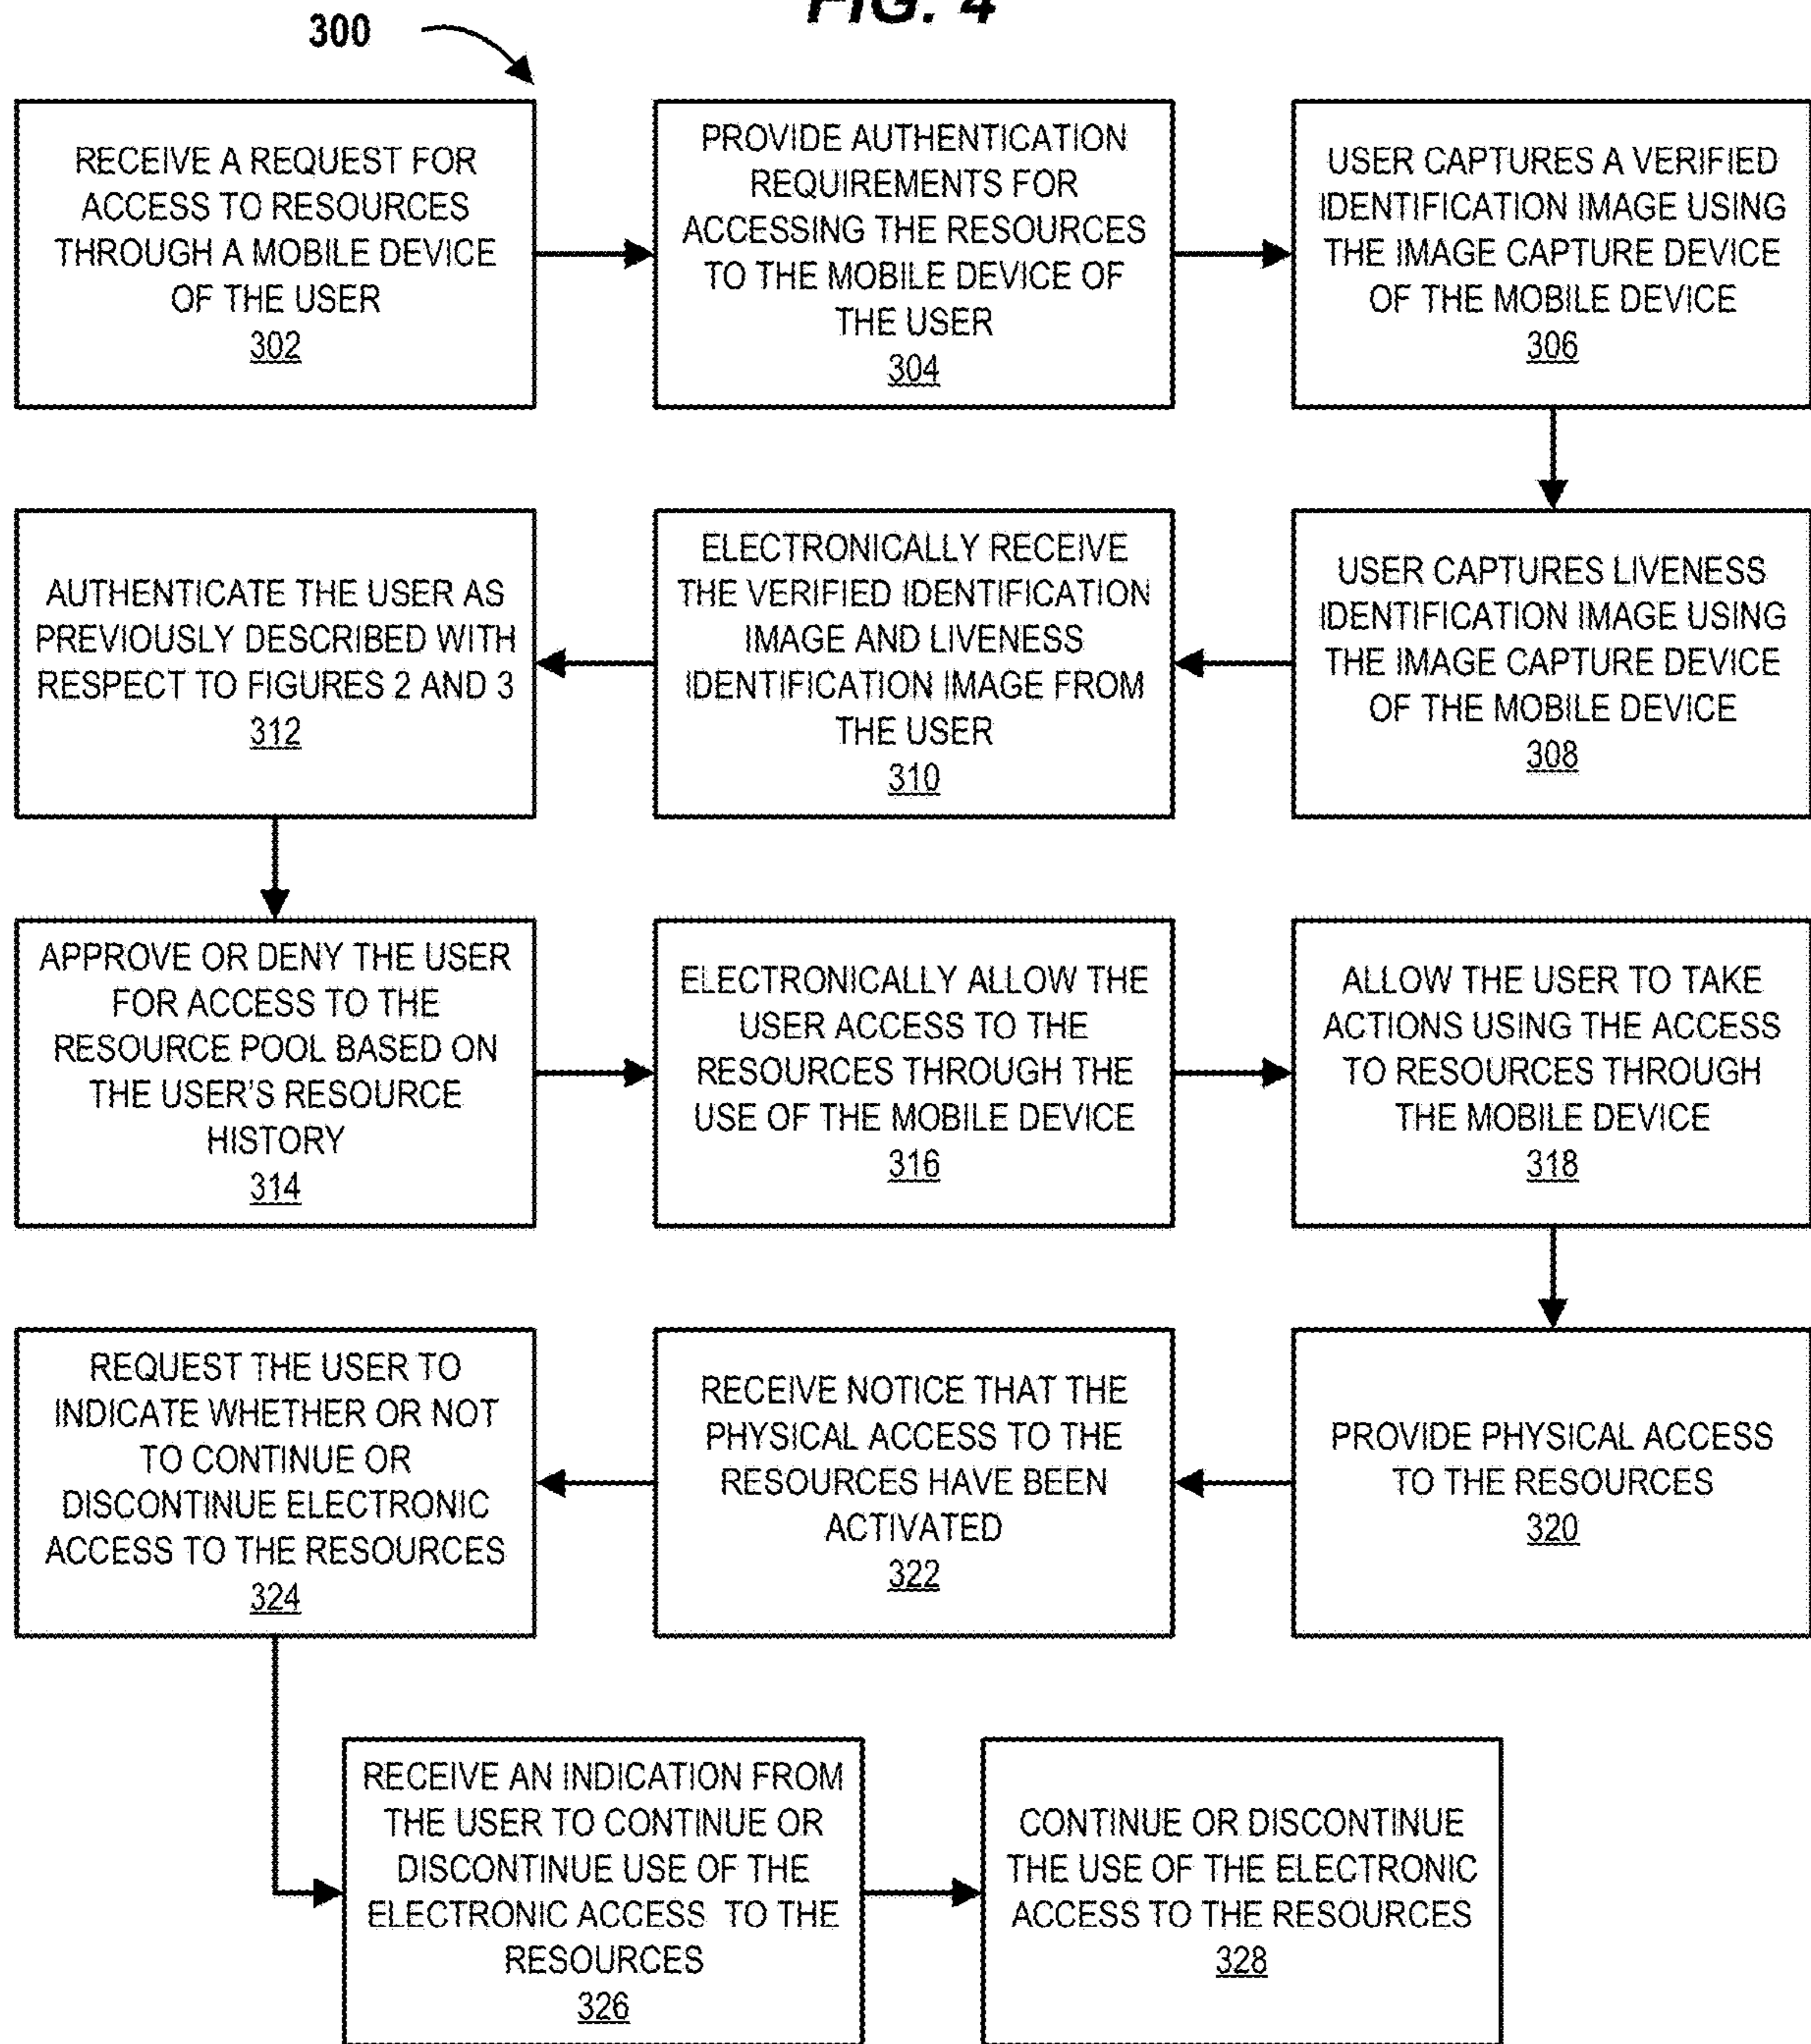 FIG. 4
300
RECEIVE A REQUEST FOR
ACCESS TO RESOURCES
THROUGH A MOBILE DEVICE
OF THE USER
302
PROVIDE AUTHENTICATION
REQUIREMENTS FOR
ACCESSING THE RESOURCES
TO THE MOBILE DEVICE OF
THE USER
304
USER CAPTURES A VERIFIED
IDENTIFICATION IMAGE USING
THE IMAGE CAPTURE DEVICE
OF THE MOBILE DEVICE
306
USER CAPTURES LIVENESS
IDENTIFICATION IMAGE USING
THE IMAGE CAPTURE DEVICE
OF THE MOBILE DEVICE
308
ELECTRONICALLY RECEIVE
THE VERIFIED IDENTIFICATION
IMAGE AND LIVENESS
IDENTIFICATION IMAGE FROM
THE USER
310
AUTHENTICATE THE USER AS
PREVIOUSLY DESCRIBED WITH
RESPECT TO FIGURES 2 AND 3
312
APPROVE OR DENY THE USER
FOR ACCESS TO THE
RESOURCE POOL BASED ON
THE USER'S RESOURCE
HISTORY
314
ELECTRONICALLY ALLOW THE
USER ACCESS TO THE
RESOURCES THROUGH THE
USE OF THE MOBILE DEVICE
316
ALLOW THE USER TO TAKE
ACTIONS USING THE ACCESS
TO RESOURCES THROUGH
THE MOBILE DEVICE
318
PROVIDE PHYSICAL ACCESS
TO THE RESOURCES
320
RECEIVE NOTICE THAT THE
PHYSICAL ACCESS TO THE
RESOURCES HAVE BEEN
ACTIVATED
322
REQUEST THE USER TO
INDICATE WHETHER OR NOT
TO CONTINUE OR
DISCONTINUE ELECTRONIC
ACCESS TO THE RESOURCES
324
RECEIVE AN INDICATION FROM
THE USER TO CONTINUE OR
DISCONTINUE USE OF THE
ELECTRONIC ACCESS TO THE
RESOURCES
326
CONTINUE OR DISCONTINUE
THE USE OF THE ELECTRONIC
ACCESS TO THE RESOURCES
328